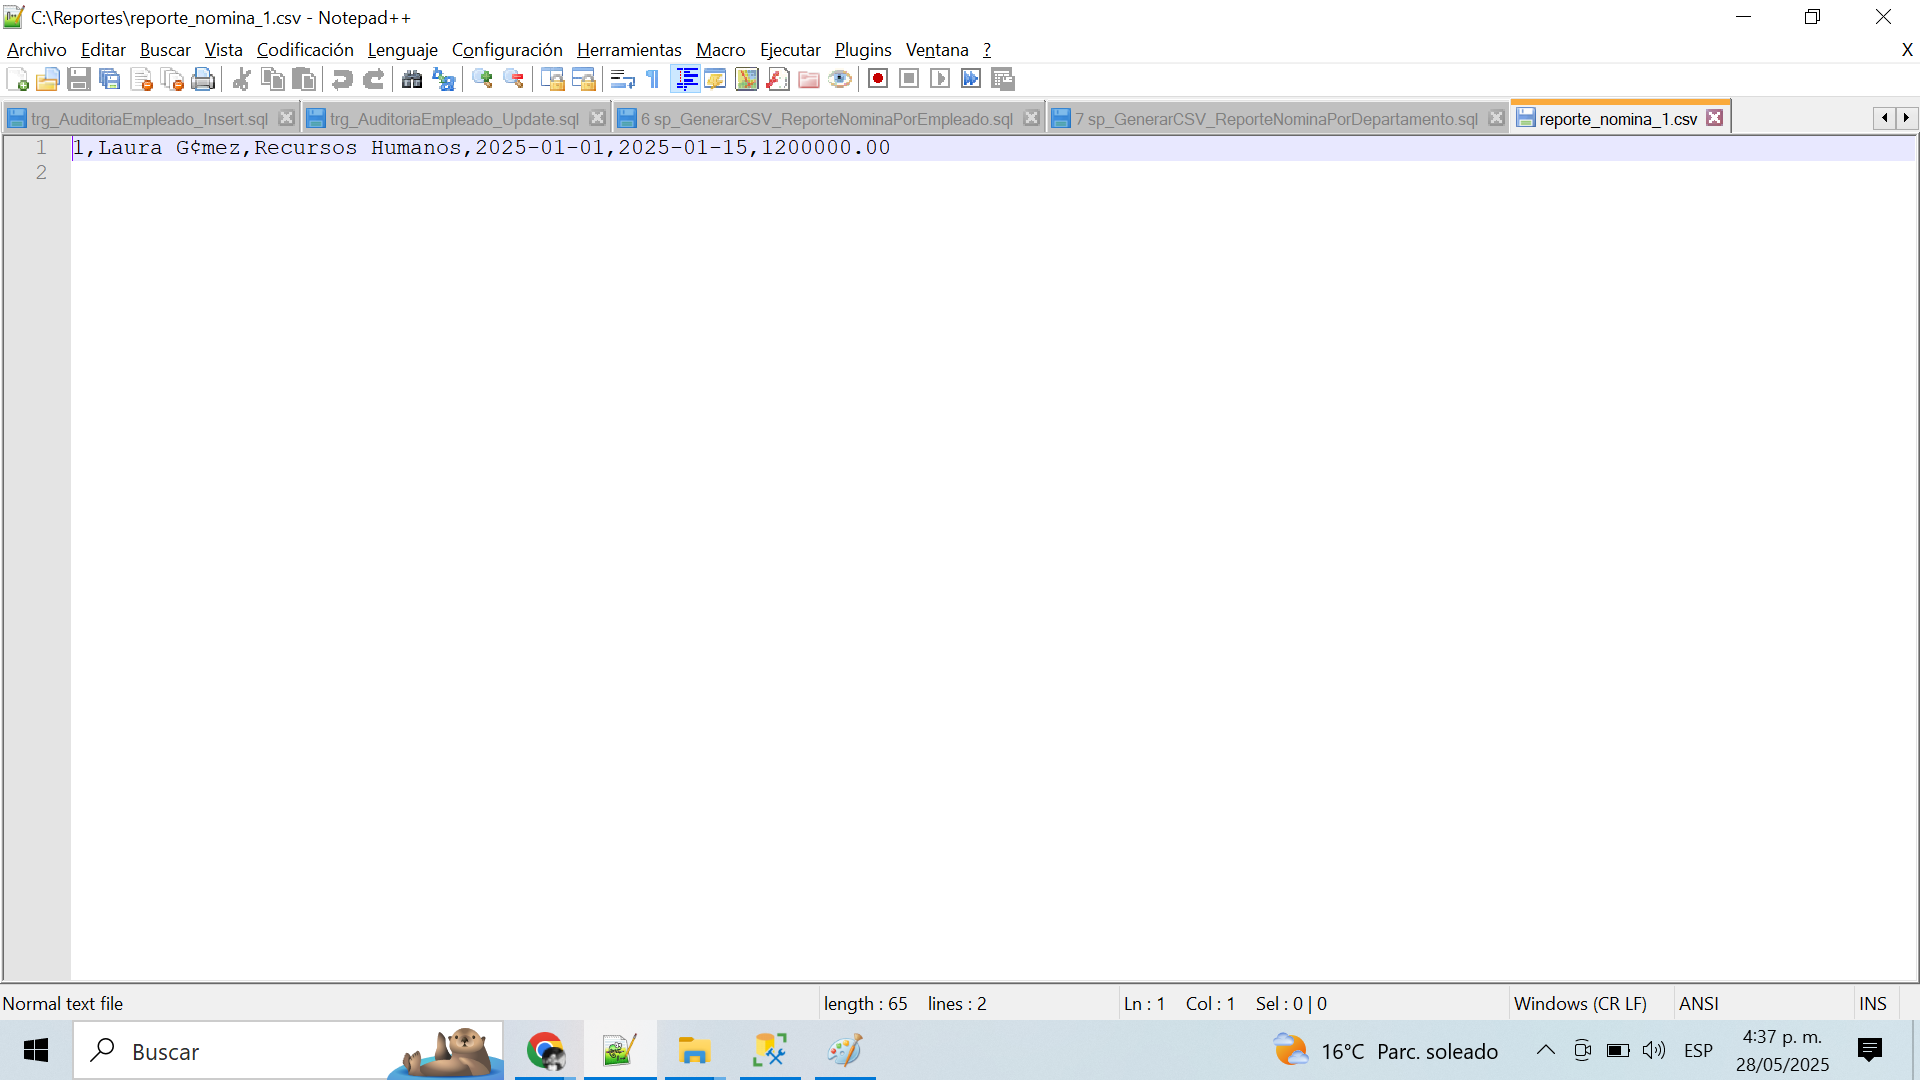 C:\Reportes\reporte_nomina_1.csv - Notepad++
Archivo Editar Buscar Vista Codificación Lenguaje Configuración Herramientas Macro Ejecutar Plugins Ventana ? X
trg_AuditoriaEmpleado_Insert.sql trg_AuditoriaEmpleado_Update.sql 6 sp_GenerarCSV_ReporteNominaPorEmpleado.sql 7 sp_GenerarCSV_ReporteNominaPorDepartamento.sql reporte_nomina_1.csv
1 1,Laura G¢mez,Recursos Humanos,2025-01-01,2025-01-15,1200000.00
2
Normal text file length : 65 lines : 2 Ln : 1 Col : 1 Sel : 0 | 0 Windows (CR LF) ANSI INS
Buscar 16°C Parc. soleado ESP 4:37 p. m.
28/05/2025